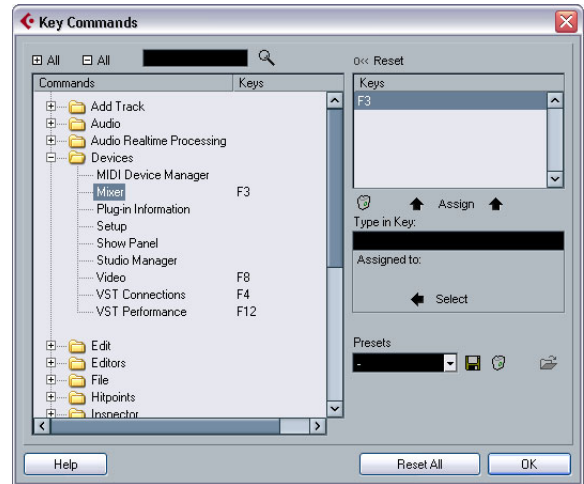 Key Commands
All All
0<< Reset
Commands Keys
Keys
Add Track
F3
Audio
Audio Realtime Processing
Devices
MIDI Device Manager
Mixer F3
Plug-in Information
Assign
Setup
Type in Key:
Show Panel
Studio Manager
Assigned to:
Video F8
VST Connections F4
Select
VST Performance F12
Edit
Presets
Editors
-
File
Hitpoints
Inspector
Help
Reset All
OK